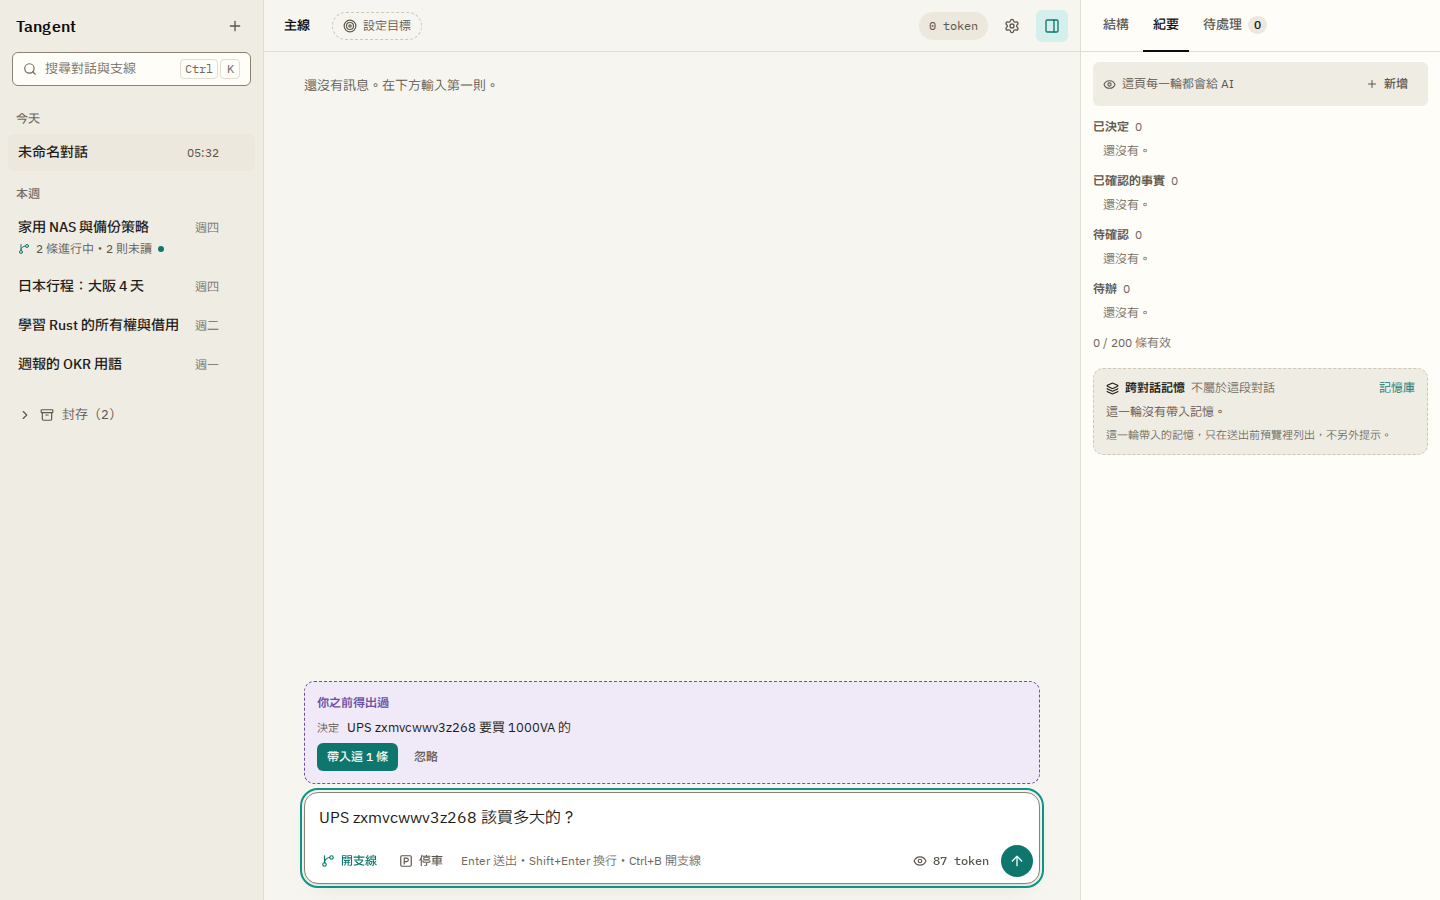 Tangent
搜尋對話與支線
Ctrl K
今天
未命名對話 05:32
本週
家用 NAS 與備份策略 週四
2 條進行中・2 則未讀
日本行程：大阪 4 天 週四
學習 Rust 的所有權與借用 週二
週報的 OKR 用語 週一
封存（2）
主線
設定目標
0 token
還沒有訊息。在下方輸入第一則。
你之前得出過
決定 UPS zxmvcwwv3z268 要買 1000VA 的
帶入這 1 條
忽略
UPS zxmvcwwv3z268 該買多大的？
開支線
停車
Enter 送出・Shift+Enter 換行・Ctrl+B 開支線
87 token
結構
紀要
待處理 0
這頁每一輪都會給 AI
新增
已決定 0
還沒有。
已確認的事實 0
還沒有。
待確認 0
還沒有。
待辦 0
還沒有。
0 / 200 條有效
跨對話記憶 不屬於這段對話
記憶庫
這一輪沒有帶入記憶。
這一輪帶入的記憶，只在送出前預覽裡列出，不另外提示。